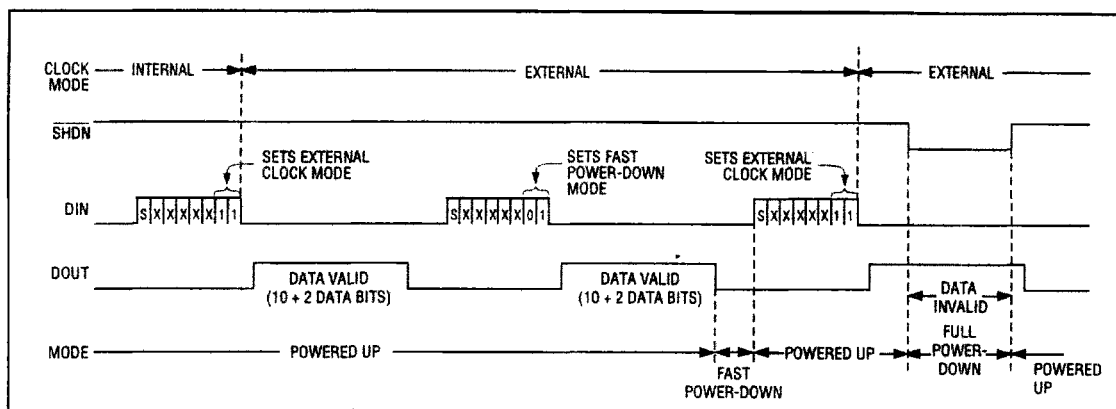 CLOCK MODE
INTERNAL
EXTERNAL
EXTERNAL
SHDN
SETS EXTERNAL
CLOCK MODE
SETS FAST
POWER-DOWN
MODE
SETS EXTERNAL
CLOCK MODE
DIN
S X X X X X 1 1
S X X X X X 0 1
S X X X X X 1 1
DOUT
DATA VALID
(10 + 2 DATA BITS)
DATA VALID
(10 + 2 DATA BITS)
DATA
INVALID
MODE
POWERED UP
FAST
POWER-DOWN
POWERED UP
FULL
POWER-
DOWN
POWERED
UP